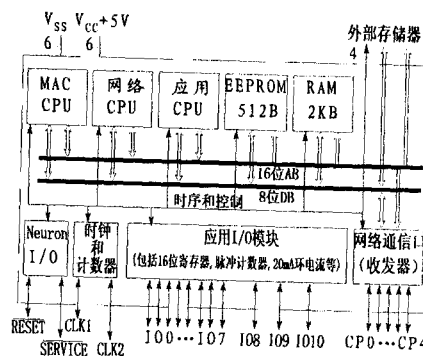 VSS VCC+5V
6 6 外部存储器
4
MAC CPU
网络 CPU
应用 CPU
EEPROM 512B
RAM 2KB
16位AB
8位DB
时序和控制
Neuron I/O
时钟和计数器
应用I/O模块
(包括16位寄存器,脉冲计数器,20mA环电流等)
网络通信口
(收发器)
RESET CLK1 IO0…IO7 IO8 IO9 IO10 CP0…CP4
SERVICE CLK2